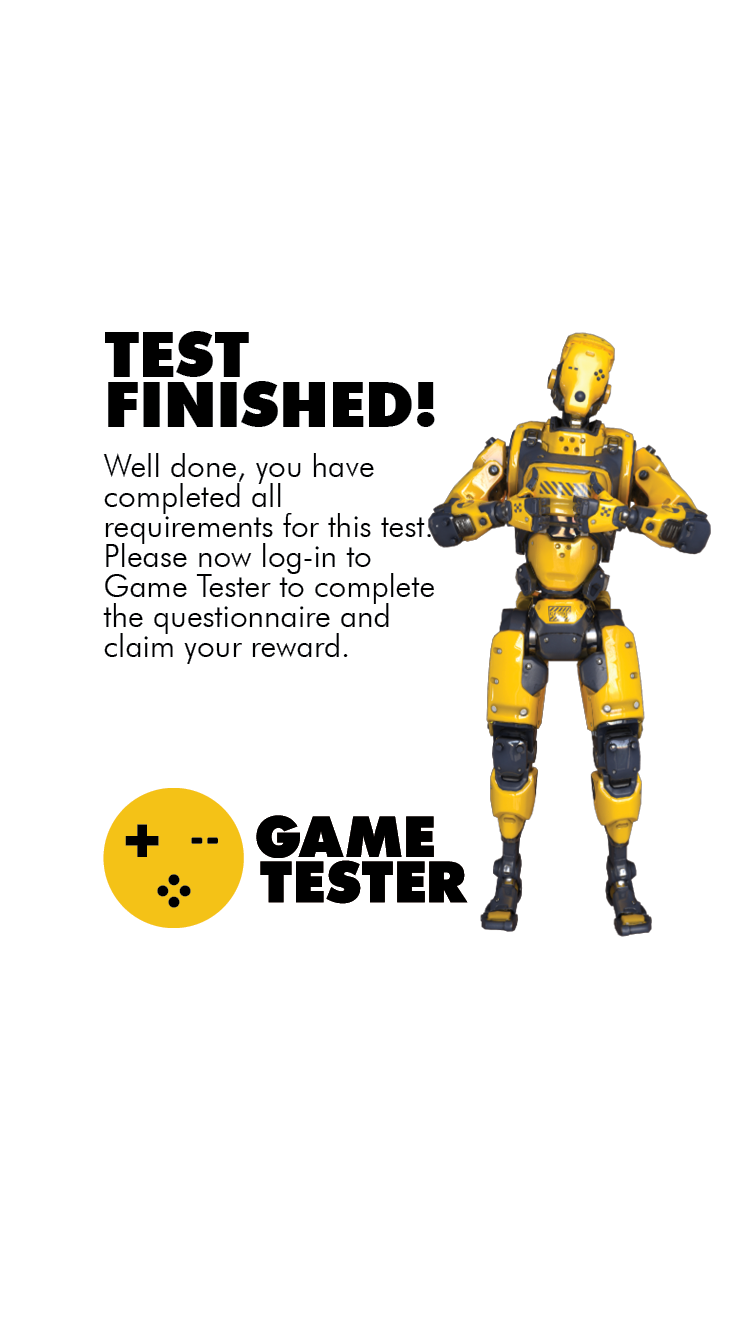 TEST
FINISHED!
Well done, you have
completed all
requirements for this test.
Please now log-in to
Game Tester to complete
the questionnaire and
claim your reward.
GAME
TESTER